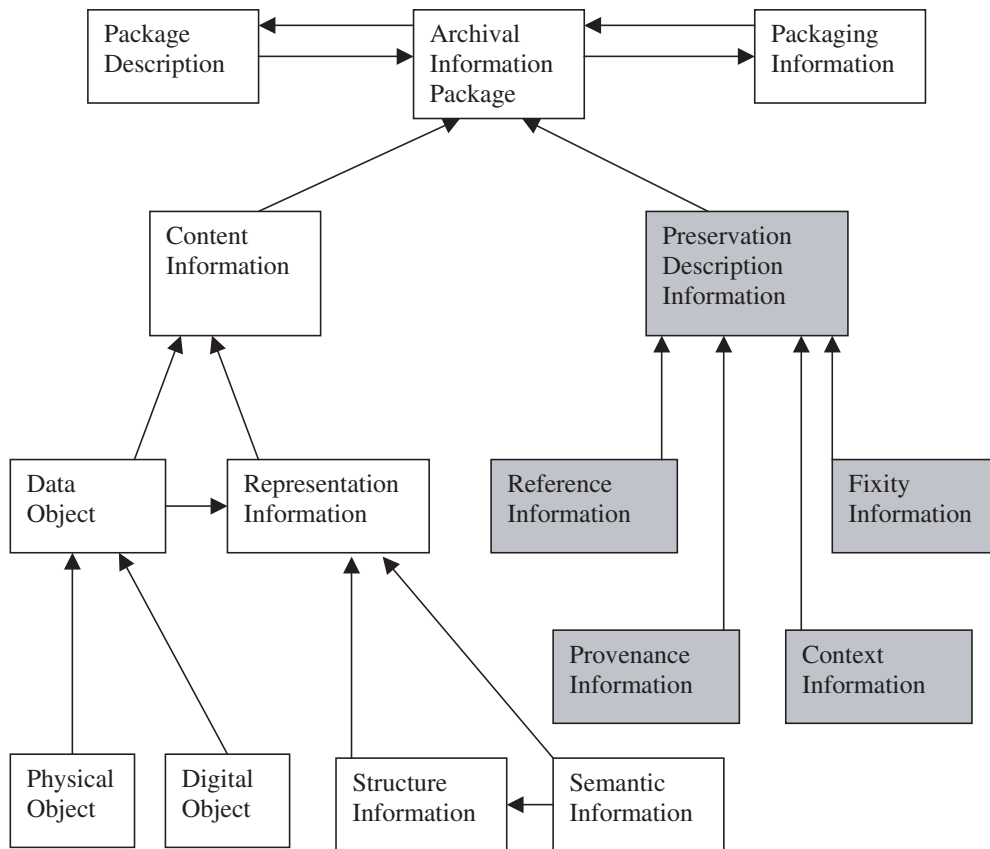 Package
Description
Archival
Information
Package
Packaging
Information
Content
Information
Preservation
Description
Information
Data
Object
Representation
Information
Reference
Information
Fixity
Information
Provenance
Information
Context
Information
Physical
Object
Digital
Object
Structure
Information
Semantic
Information